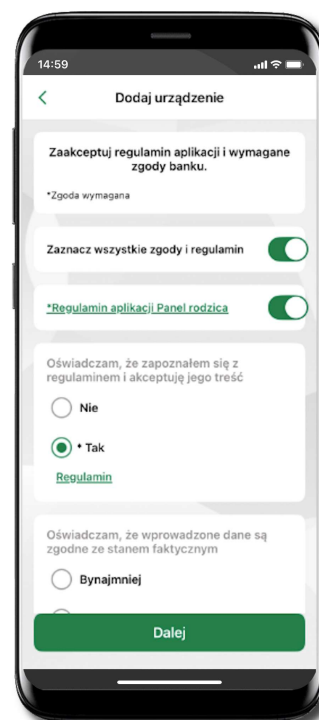 14:59
Dodaj urządzenie
Zaakceptuj regulamin aplikacji i wymagane
zgody banku.
*Zgoda wymagana
Zaznacz wszystkie zgody i regulamin
*Regulamin aplikacji Panel rodzica
Oświadczam, że zapoznałem się z
regulaminem i akceptuję jego treść
Nie
* Tak
Regulamin
Oświadczam, że wprowadzone dane są
zgodne ze stanem faktycznym
Bynajmniej
Dalej